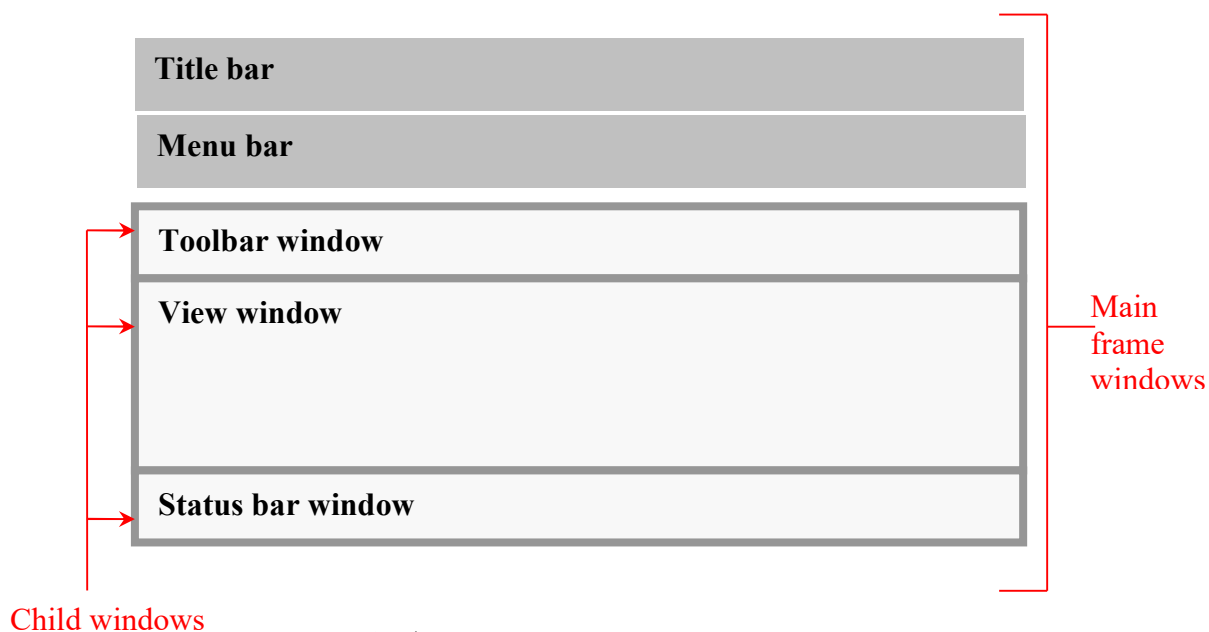 Title bar
Menu bar
Toolbar window
View window
Main
frame
windows
Status bar window
Child windows